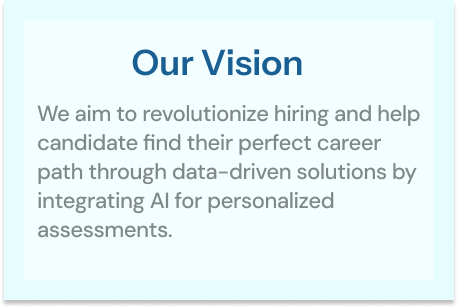 Our Vision
We aim to revolutionize hiring and help
candidate find their perfect career
path through data-driven solutions by
integrating AI for personalized
assessments.